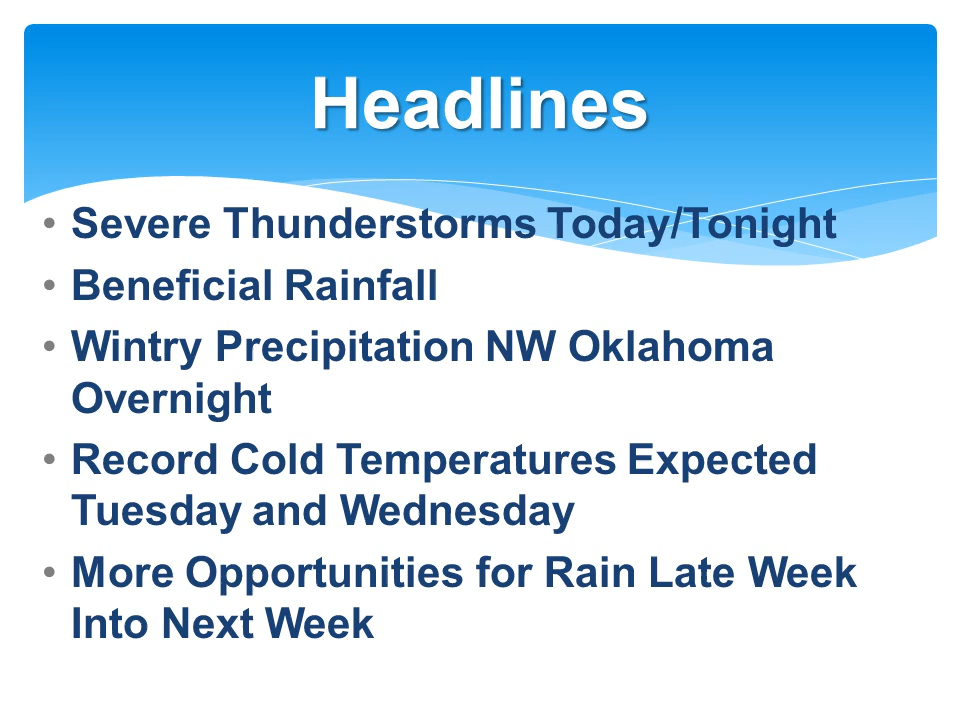 Headlines
• Severe Thunderstorms Today/Tonight
• Beneficial Rainfall
• Wintry Precipitation NW Oklahoma
Overnight
• Record Cold Temperatures Expected
Tuesday and Wednesday
• More Opportunities for Rain Late Week
Into Next Week